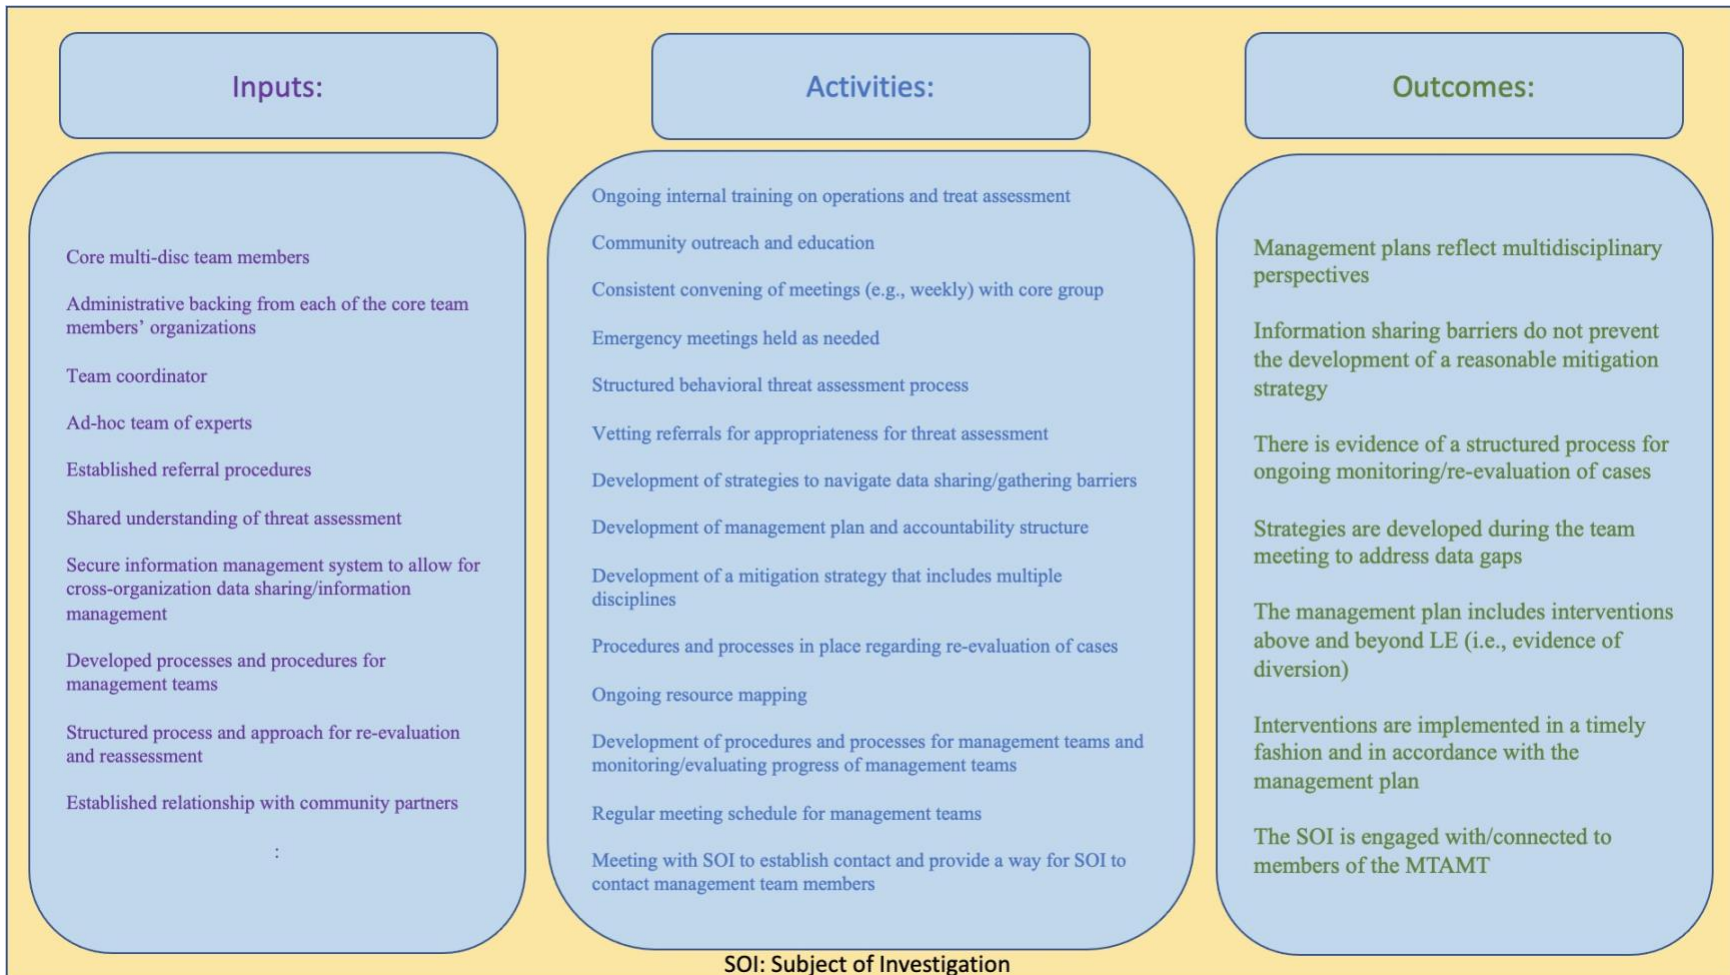 Inputs:
Core multi-disc team members
Administrative backing from each of the core team
members’ organizations
Team coordinator
Ad-hoc team of experts
Established referral procedures
Shared understanding of threat assessment
Secure information management system to allow for
cross-organization data sharing/information
management
Developed processes and procedures for
management teams
Structured process and approach for re-evaluation
and reassessment
Established relationship with community partners
:
Activities:
Ongoing internal training on operations and treat assessment
Community outreach and education
Consistent convening of meetings (e.g., weekly) with core group
Emergency meetings held as needed
Structured behavioral threat assessment process
Vetting referrals for appropriateness for threat assessment
Development of strategies to navigate data sharing/gathering barriers
Development of management plan and accountability structure
Development of a mitigation strategy that includes multiple
disciplines
Procedures and processes in place regarding re-evaluation of cases
Ongoing resource mapping
Development of procedures and processes for management teams and
monitoring/evaluating progress of management teams
Regular meeting schedule for management teams
Meeting with SOI to establish contact and provide a way for SOI to
contact management team members
Outcomes:
Management plans reflect multidisciplinary
perspectives
Information sharing barriers do not prevent
the development of a reasonable mitigation
strategy
There is evidence of a structured process for
ongoing monitoring/re-evaluation of cases
Strategies are developed during the team
meeting to address data gaps
The management plan includes interventions
above and beyond LE (i.e., evidence of
diversion)
Interventions are implemented in a timely
fashion and in accordance with the
management plan
The SOI is engaged with/connected to
members of the MTAMT
SOI: Subject of Investigation